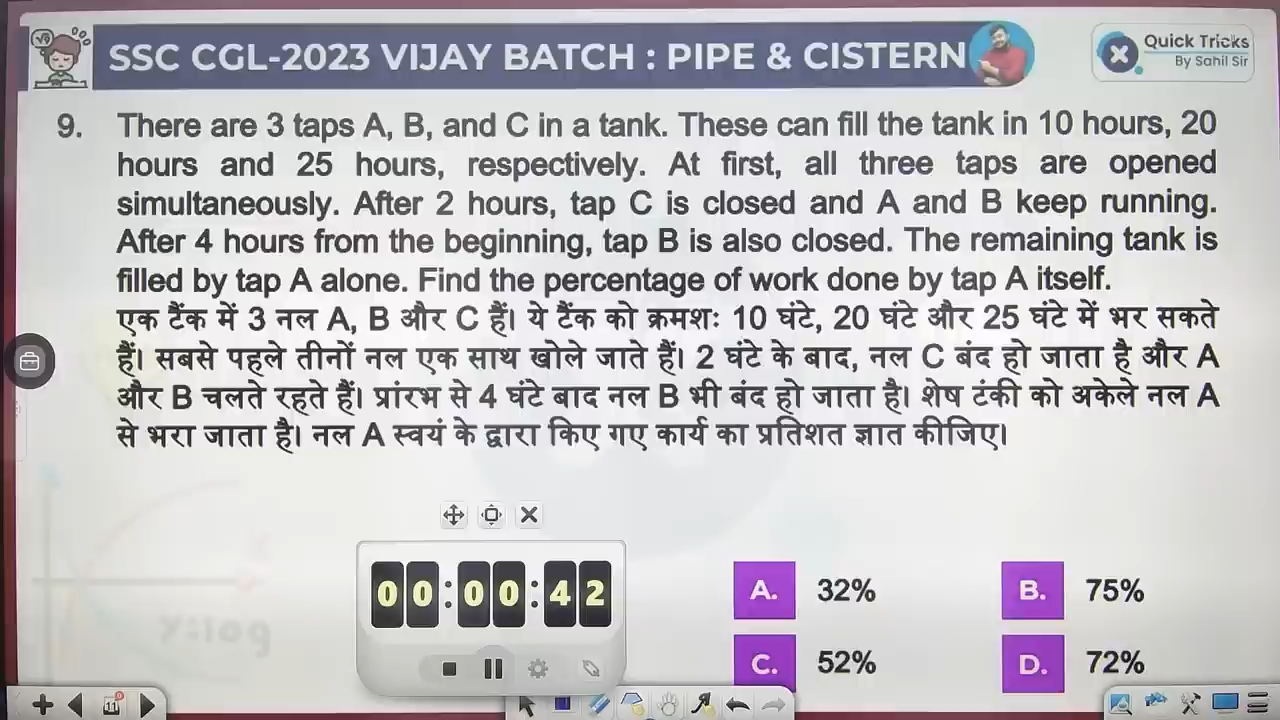 SSC CGL-2023 VIJAY BATCH : PIPE & CISTERN
Quick Tricks
By Sahil Sir
9. There are 3 taps A, B, and C in a tank. These can fill the tank in 10 hours, 20
hours and 25 hours, respectively. At first, all three taps are opened
simultaneously. After 2 hours, tap C is closed and A and B keep running.
After 4 hours from the beginning, tap B is also closed. The remaining tank is
filled by tap A alone. Find the percentage of work done by tap A itself.
एक टैंक में 3 नल A, B और C हैं। ये टैंक को क्रमशः 10 घंटे, 20 घंटे और 25 घंटे में भर सकते
हैं। सबसे पहले तीनों नल एक साथ खोले जाते हैं। 2 घंटे के बाद, नल C बंद हो जाता है और A
और B चलते रहते हैं। प्रारंभ से 4 घंटे बाद नल B भी बंद हो जाता है। शेष टंकी को अकेले नल A
से भरा जाता है। नल A स्वयं के द्वारा किए गए कार्य का प्रतिशत ज्ञात कीजिए।
00:00:42
A. 32% B. 75%
C. 52% D. 72%
y=log
11